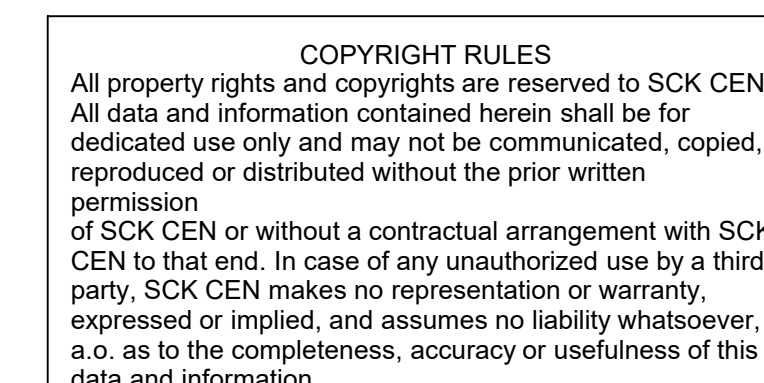 COPYRIGHT RULES
All property rights and copyrights are reserved to SCK CEN
All data and information contained herein shall be for
dedicated use only and may not be communicated, copied,
reproduced or distributed without the prior written
permission
of SCK CEN or without a contractual arrangement with SCK
CEN to that end. In case of any unauthorized use by a third
party, SCK CEN makes no representation or warranty,
expressed or implied, and assumes no liability whatsoever,
a.o. as to the completeness, accuracy or usefulness of this
data and information